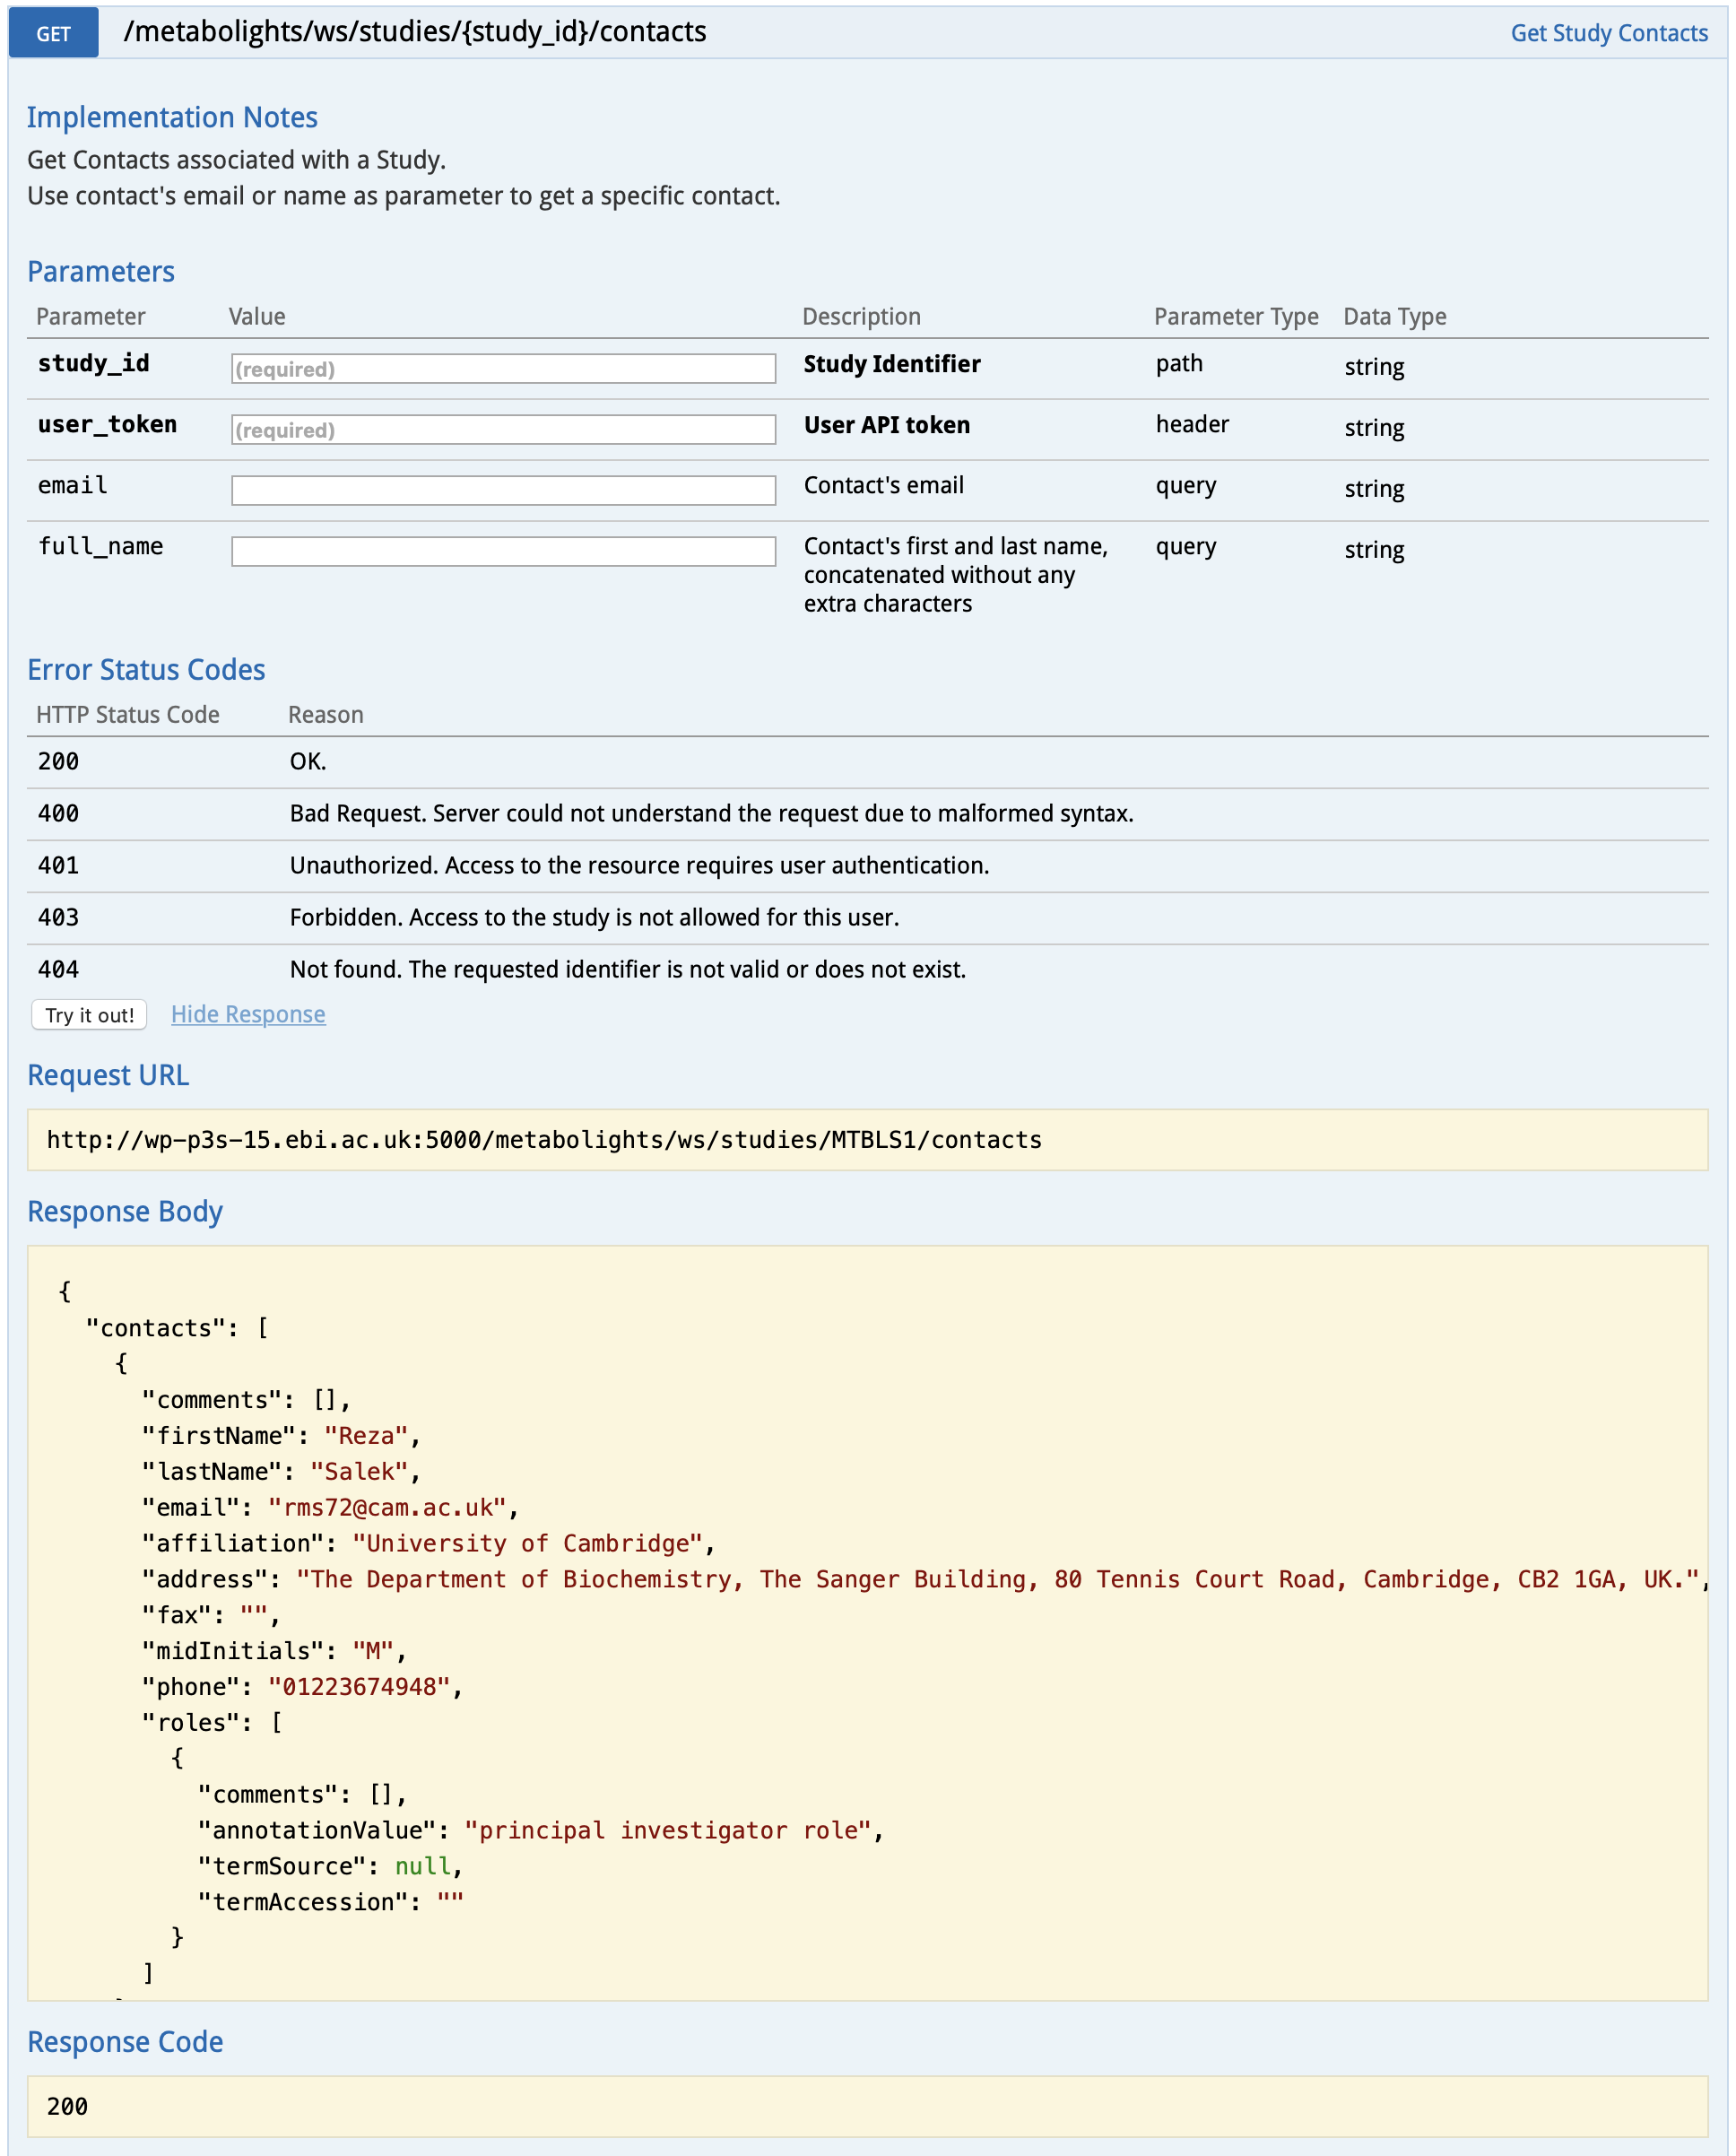 GET /metabolights/ws/studies/{study_id}/contacts Get Study Contacts
Implementation Notes
Get Contacts associated with a Study.
Use contact's email or name as parameter to get a specific contact.
Parameters
Parameter Value Description Parameter Type Data Type
study_id (required) Study Identifier path string
user_token (required) User API token header string
email Contact's email query string
full_name Contact's first and last name, query string
concatenated without any
extra characters
Error Status Codes
HTTP Status Code Reason
200 OK.
400 Bad Request. Server could not understand the request due to malformed syntax.
401 Unauthorized. Access to the resource requires user authentication.
403 Forbidden. Access to the study is not allowed for this user.
404 Not found. The requested identifier is not valid or does not exist.
Try it out! Hide Response
Request URL
http://wp-p3s-15.ebi.ac.uk:5000/metabolights/ws/studies/MTBLS1/contacts
Response Body
{
"contacts": [
{
"comments": [],
"firstName": "Reza",
"lastName": "Salek",
"email": "rms72@cam.ac.uk",
"affiliation": "University of Cambridge",
"address": "The Department of Biochemistry, The Sanger Building, 80 Tennis Court Road, Cambridge, CB2 1GA, UK.",
"fax": "",
"midInitials": "M",
"phone": "01223674948",
"roles": [
{
"comments": [],
"annotationValue": "principal investigator role",
"termSource": null,
"termAccession": ""
}
]
Response Code
200